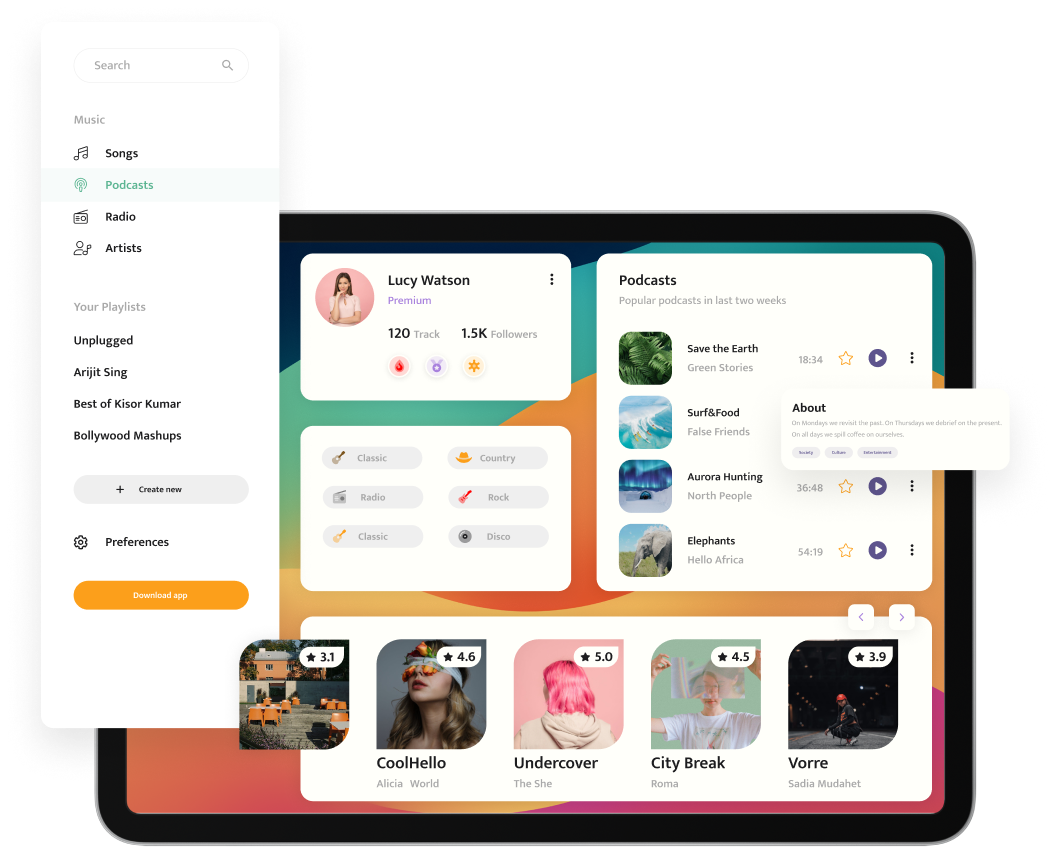 Search
Music
Songs
Podcasts
Radio
Artists
Your Playlists
Unplugged
Arijit Sing
Best of Kisor Kumar
Bollywood Mashups
+ Create new
Preferences
Download app
Lucy Watson
Premium
120 Track 1.5K Followers
Classic Country
Radio Rock
Classic Disco
Podcasts
Popular podcasts in last two weeks
Save the Earth
Green Stories
18:34
Surf&Food
False Friends
About
On Mondays we revisit the past. On Thursdays we debrief on the present.
On all days we spill coffee on ourselves.
Society Culture Entertainment
Aurora Hunting
North People
36:48
Elephants
Hello Africa
54:19
3.1
4.6
5.0
4.5
3.9
CoolHello
Alicia World
Undercover
The She
City Break
Roma
Vorre
Sadia Mudahet